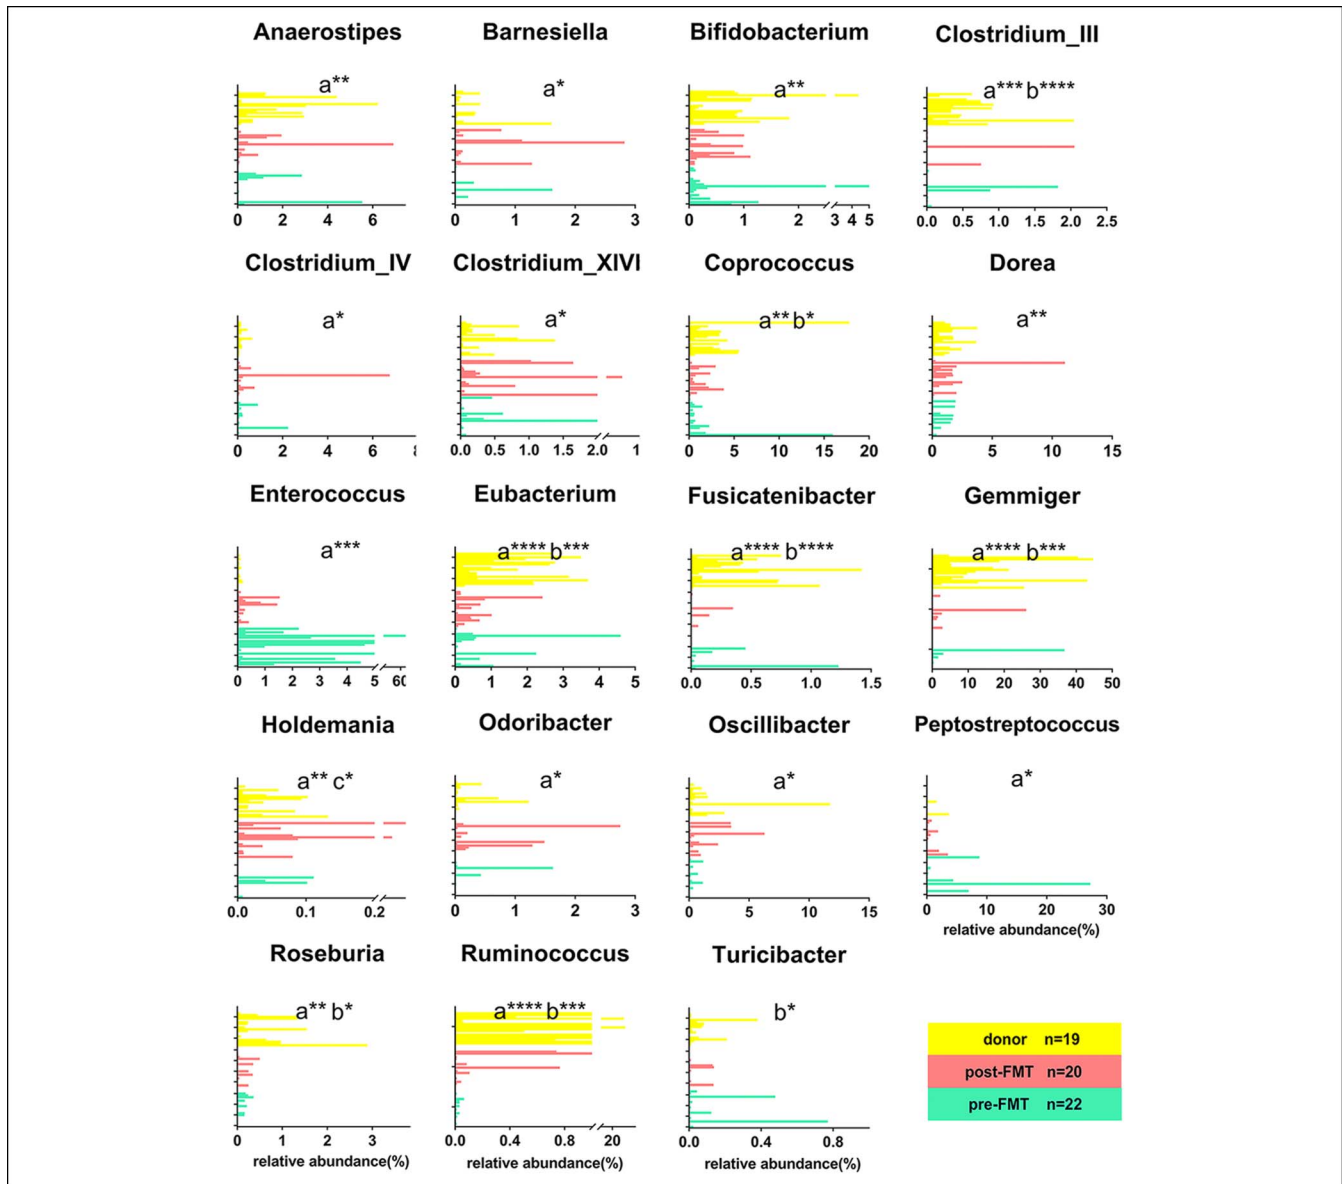 Anaerostipes Barnesiella Bifidobacterium Clostridium_III
a** a* a** a*** b****
0 2 4 6 0 1 2 3 0 1 2 3 4 5 0.0 0.5 1.0 1.5 2.0 2.5
Clostridium_IV Clostridium_XIVI Coprococcus Dorea
a* a* a** b* a**
0 2 4 6 0.0 0.5 1.0 1.5 2.0 1 0 5 10 15 20 0 5 10 15
Enterococcus Eubacterium Fusicatenibacter Gemmiger
a*** a**** b*** a**** b**** a**** b***
0 1 2 3 4 5 60 0 1 2 3 4 5 0.0 0.5 1.0 1.5 0 10 20 30 40 50
Holdemania Odoribacter Oscillibacter Peptostreptococcus
a** c* a* a* a*
0.0 0.1 0.2 0 1 2 3 0 5 10 15 0 10 20 30
relative abundance(%)
Roseburia Ruminococcus Turicibacter
a** b* a**** b*** b*
donor n=19
post-FMT n=20
pre-FMT n=22
0 1 2 3 0.0 0.4 0.8 20 0.0 0.4 0.8
relative abundance(%) relative abundance(%) relative abundance(%)